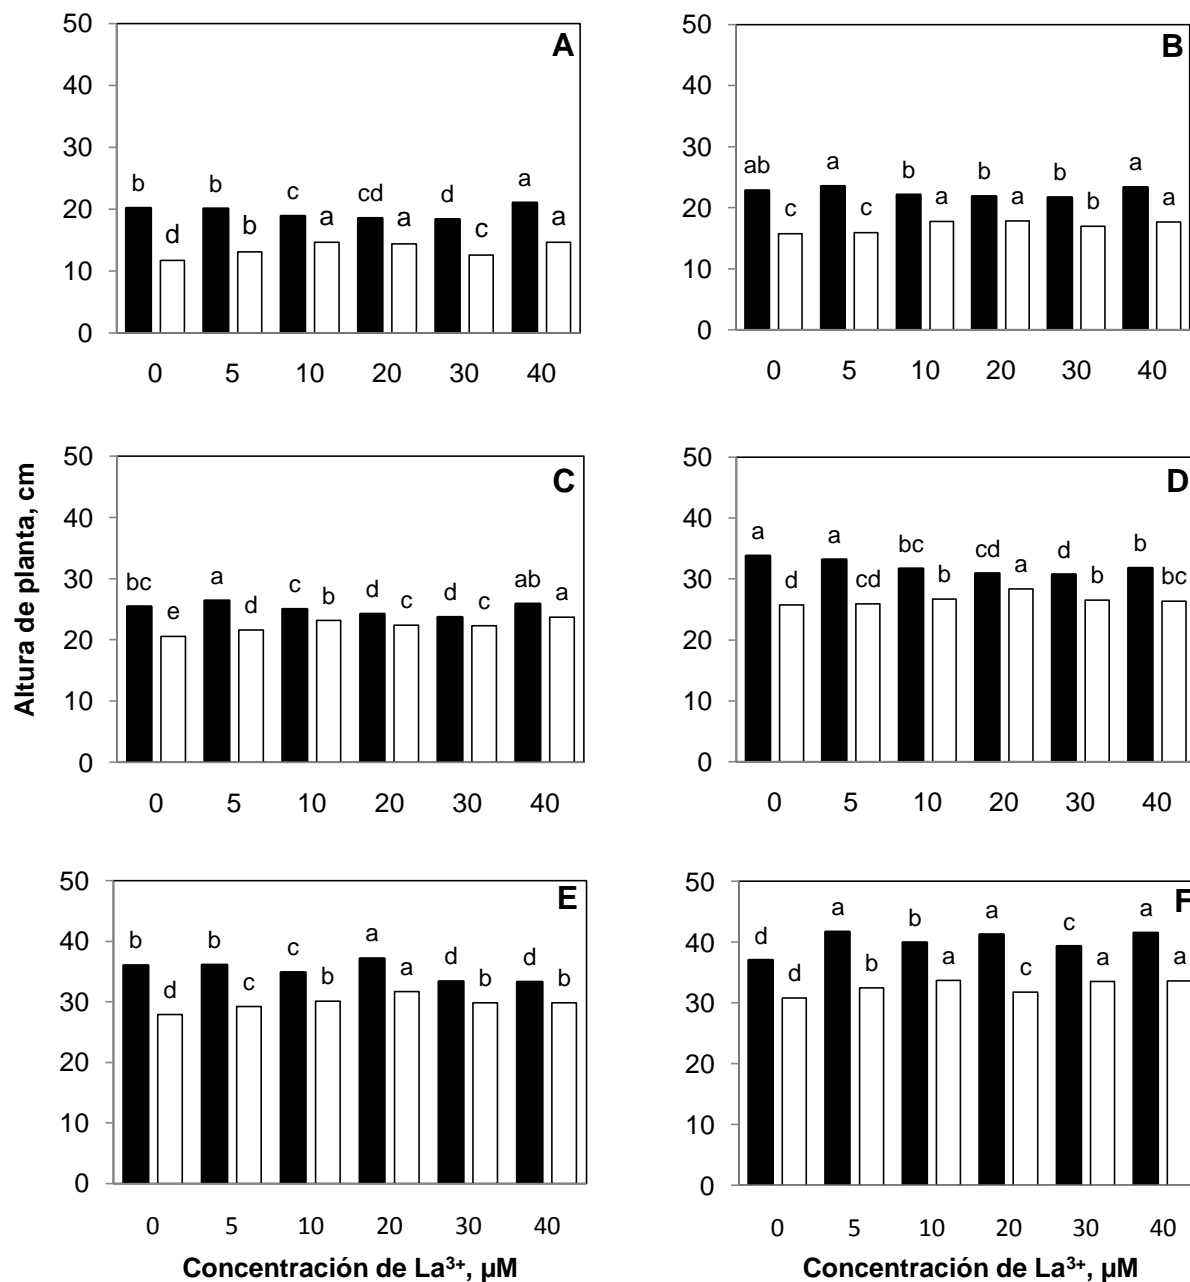 50 A
40
30
20
10
0
b b c cd d a
d b a a c a
0 5 10 20 30 40
50 B
40
30
20
10
0
ab a b b b a
c c a a b a
0 5 10 20 30 40
Altura de planta, cm
50 C
40
30
20
10
0
bc a c d d ab
e d b c c a
0 5 10 20 30 40
50 D
40
30
20
10
0
a a bc cd d b
d cd b a b bc
0 5 10 20 30 40
50 E
40
30
20
10
0
b b c a d d
d c b a b b
0 5 10 20 30 40
Concentración de La³⁺, µM
50 F
40
30
20
10
0
d a b a c a
d b a c a a
0 5 10 20 30 40
Concentración de La³⁺, µM